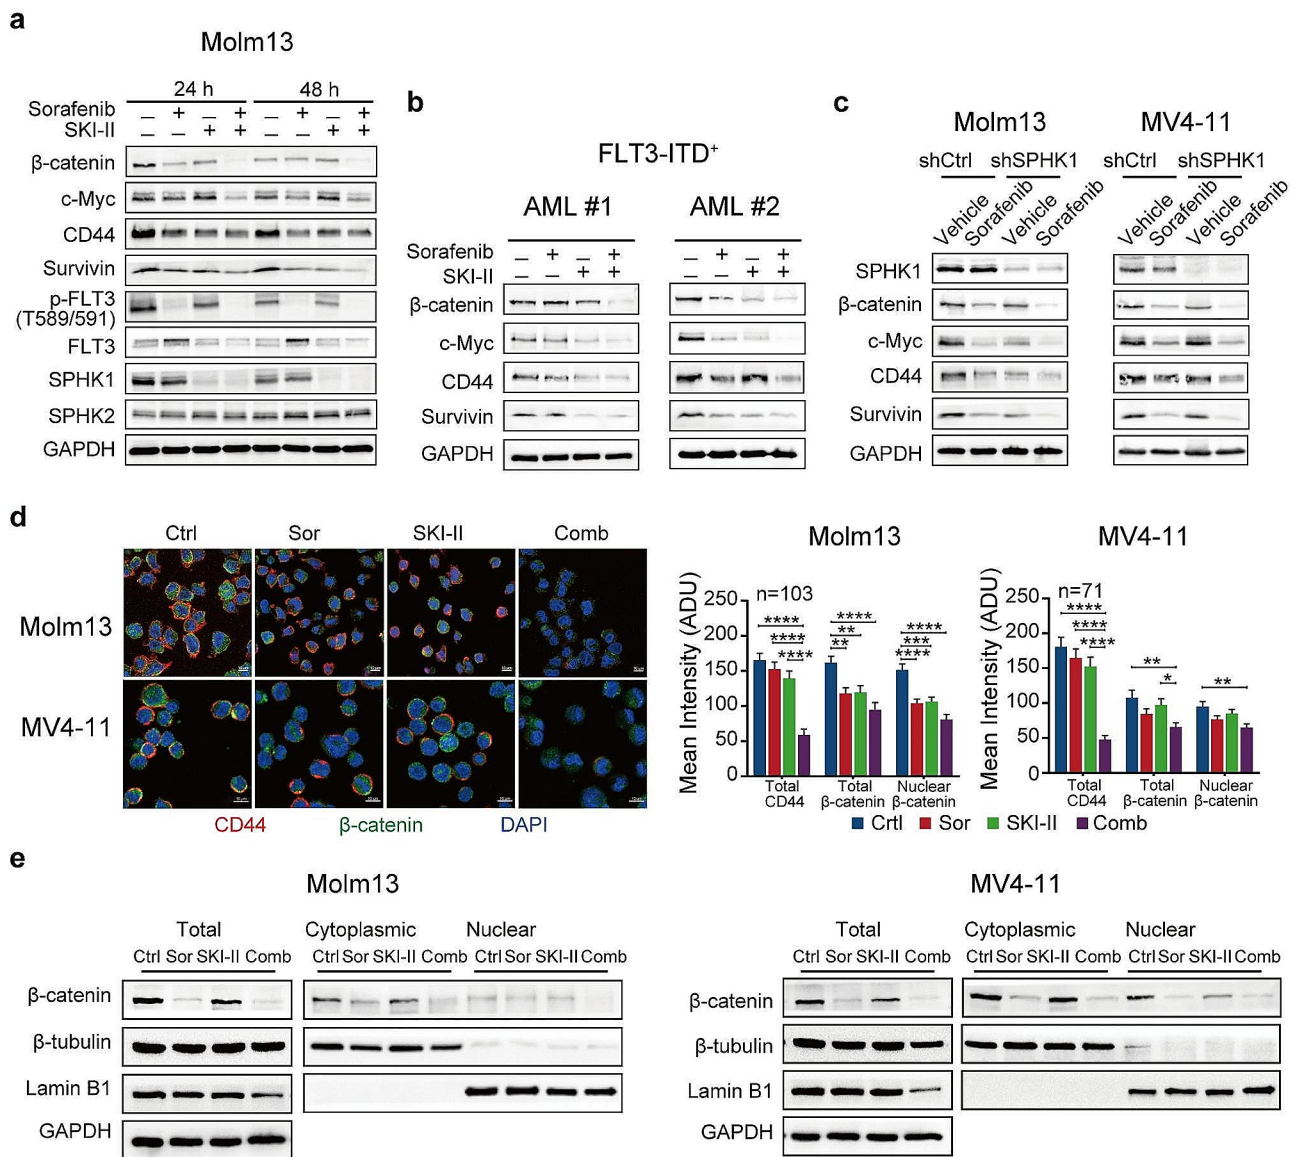 a
Molm13
24 h 48 h
Sorafenib – + – + – + – +
SKI-II – – + + – – + +
β-catenin
c-Myc
CD44
Survivin
p-FLT3
(T589/591)
FLT3
SPHK1
SPHK2
GAPDH
b
FLT3-ITD+
AML #1 AML #2
Sorafenib – + – + – + – +
SKI-II – – + + – – + +
β-catenin
c-Myc
CD44
Survivin
GAPDH
c
Molm13 MV4-11
shCtrl shSPHK1 shCtrl shSPHK1
Vehicle Sorafenib Vehicle Sorafenib Vehicle Sorafenib Vehicle Sorafenib
SPHK1
β-catenin
c-Myc
CD44
Survivin
GAPDH
d
Ctrl Sor SKI-II Comb
Molm13
MV4-11
CD44 β-catenin DAPI
Molm13
Mean Intensity (ADU)
n=103
250
200
150
100
50
0
**** **** ****
**** ** **
**** *** ****
Total CD44
Total β-catenin
Nuclear β-catenin
MV4-11
Mean Intensity (ADU)
n=71
250
200
150
100
50
0
**** **** ****
** *
**
Total CD44
Total β-catenin
Nuclear β-catenin
Crtl Sor SKI-II Comb
e
Molm13
Total Cytoplasmic Nuclear
Ctrl Sor SKI-II Comb Ctrl Sor SKI-II Comb Ctrl Sor SKI-II Comb
β-catenin
β-tubulin
Lamin B1
GAPDH
MV4-11
Total Cytoplasmic Nuclear
Ctrl Sor SKI-II Comb Ctrl Sor SKI-II Comb Ctrl Sor SKI-II Comb
β-catenin
β-tubulin
Lamin B1
GAPDH